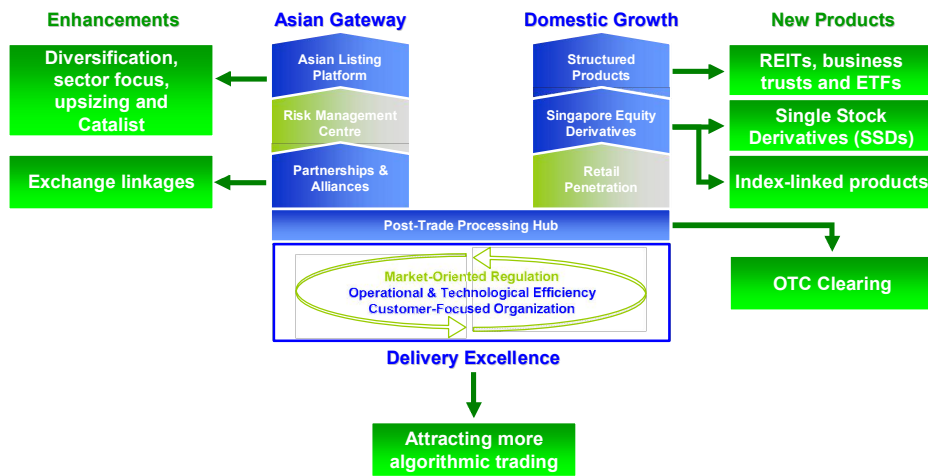 Enhancements
Asian Gateway
Domestic Growth
New Products
Diversification,
sector focus,
upsizing and
Catalist
Asian Listing
Platform
Structured
Products
REITs, business
trusts and ETFs
Risk Management
Centre
Singapore Equity
Derivatives
Single Stock
Derivatives (SSDs)
Exchange linkages
Partnerships &
Alliances
Retail
Penetration
Index-linked products
Post-Trade Processing Hub
Market-Oriented Regulation
Operational & Technological Efficiency
Customer-Focused Organization
OTC Clearing
Delivery Excellence
Attracting more
algorithmic trading